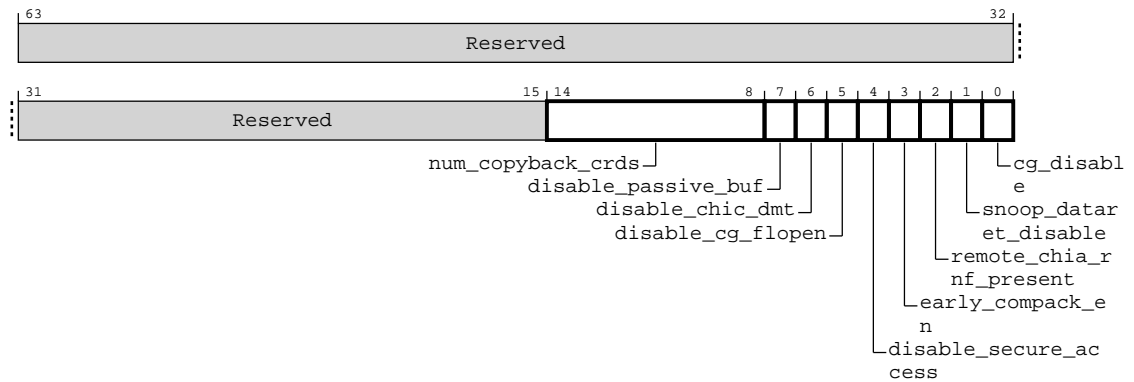 63 32
Reserved
31 15 14 8 7 6 5 4 3 2 1 0
Reserved
num_copyback_crds
disable_passive_buf
disable_chic_dmt
disable_cg_flopen
cg_disabl
e
snoop_datar
et_disable
remote_chia_r
nf_present
early_compack_e
n
disable_secure_ac
cess